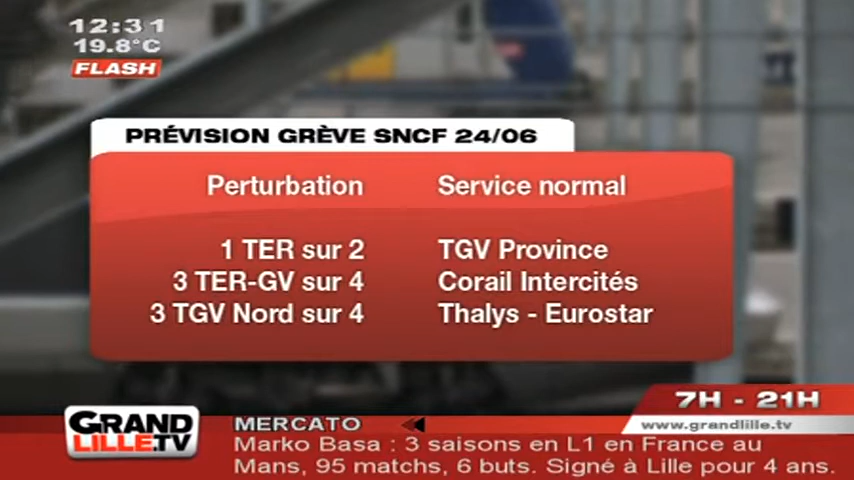 12:31
19.8°C
FLASH
PRÉVISION GRÈVE SNCF 24/06
Perturbation Service normal
1 TER sur 2 TGV Province
3 TER-GV sur 4 Corail Intercités
3 TGV Nord sur 4 Thalys - Eurostar
7H - 21H
www.grandlille.tv
GRAND
LILLE.TV
MERCATO
Marko Basa : 3 saisons en L1 en France au
Mans, 95 matchs, 6 buts. Signé à Lille pour 4 ans.